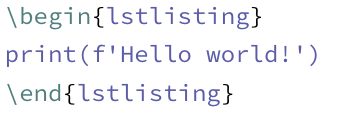 \begin{lstlisting}
print(f'Hello world!')
\end{lstlisting}